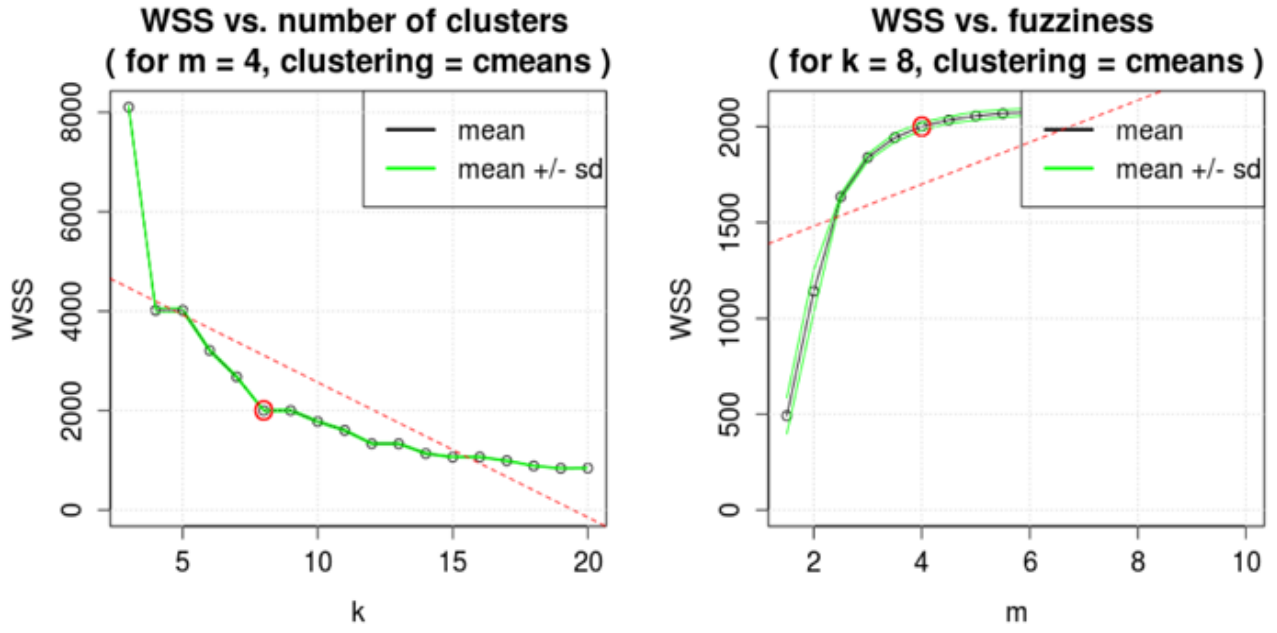 WSS vs. number of clusters
( for m = 4, clustering = cmeans )
8000
6000
4000
2000
0
WSS
mean
mean +/- sd
5
10
15
20
k
WSS vs. fuzziness
( for k = 8, clustering = cmeans )
2000
1500
1000
500
0
WSS
mean
mean +/- sd
2
4
6
8
10
m